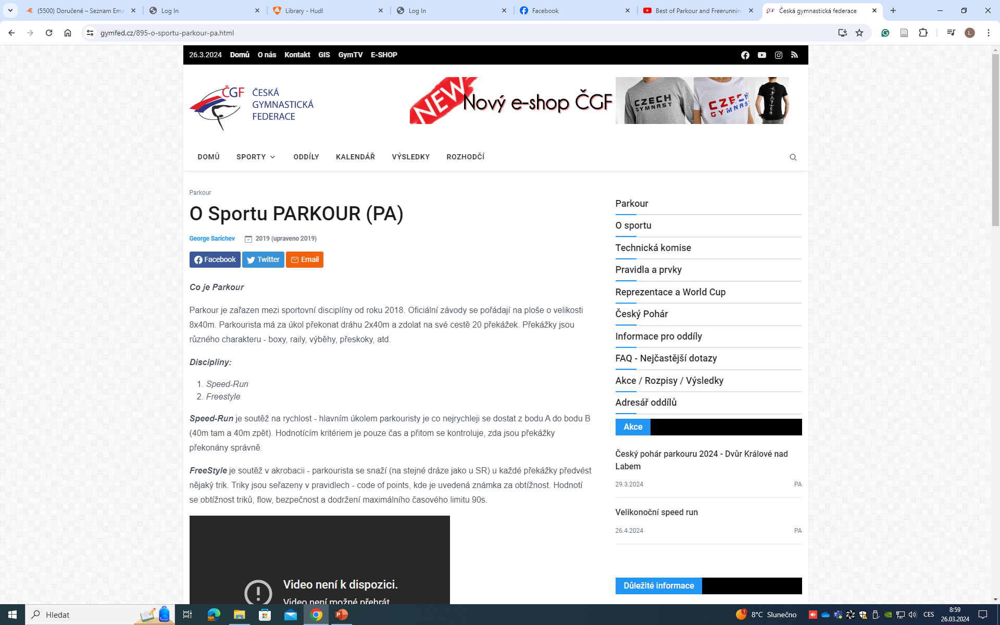 (5500) Doručené – Seznam Ema
Log In
Library - Hudl
Log In
Facebook
Best of Parkour and Freerunnin
Česká gymnastická federace
gymfed.cz/895-o-sportu-parkour-pa.html
L
26.3.2024 Domů O nás Kontakt GIS GymTV E-SHOP
ČGF ČESKÁ
GYMNASTICKÁ
FEDERACE
NEW Nový e-shop ČGF
CZECH
GYMNAST
CZECH
GYMNAST
DOMŮ SPORTY ODDÍLY KALENDÁŘ VÝSLEDKY ROZHODČÍ
Parkour
O Sportu PARKOUR (PA)
George Sarichev 2019 (upraveno 2019)
Facebook Twitter Email
Co je Parkour
Parkour je zařazen mezi sportovní disciplíny od roku 2018. Oficiální závody se pořádají na ploše o velikosti
8x40m. Parkourista má za úkol překonat dráhu 2x40m a zdolat na své cestě 20 překážek. Překážky jsou
různého charakteru - boxy, raily, výběhy, přeskoky, atd.
Disciplíny:
1. Speed-Run
2. Freestyle
Speed-Run je soutěž na rychlost - hlavním úkolem parkouristy je co nejrychleji se dostat z bodu A do bodu B
(40m tam a 40m zpět). Hodnotícím kritériem je pouze čas a přitom se kontroluje, zda jsou překážky
překonány správně.
FreeStyle je soutěž v akrobacii - parkourista se snaží (na stejné dráze jako u SR) u každé překážky předvést
nějaký trik. Triky jsou seřazeny v pravidlech - code of points, kde je uvedená známka za obtížnost. Hodnotí
se obtížnost triků, flow, bezpečnost a dodržení maximálního časového limitu 90s.
Video není k dispozici.
Video není možné přehrát
Parkour
O sportu
Technická komise
Pravidla a prvky
Reprezentace a World Cup
Český Pohár
Informace pro oddíly
FAQ - Nejčastější dotazy
Akce / Rozpisy / Výsledky
Adresář oddílů
Akce
Český pohár parkouru 2024 - Dvůr Králové nad
Labem
29.3.2024 PA
Velikonoční speed run
26.4.2024 PA
Důležité informace
Hledat
1
8°C Slunečno
CES
8:59
26.03.2024